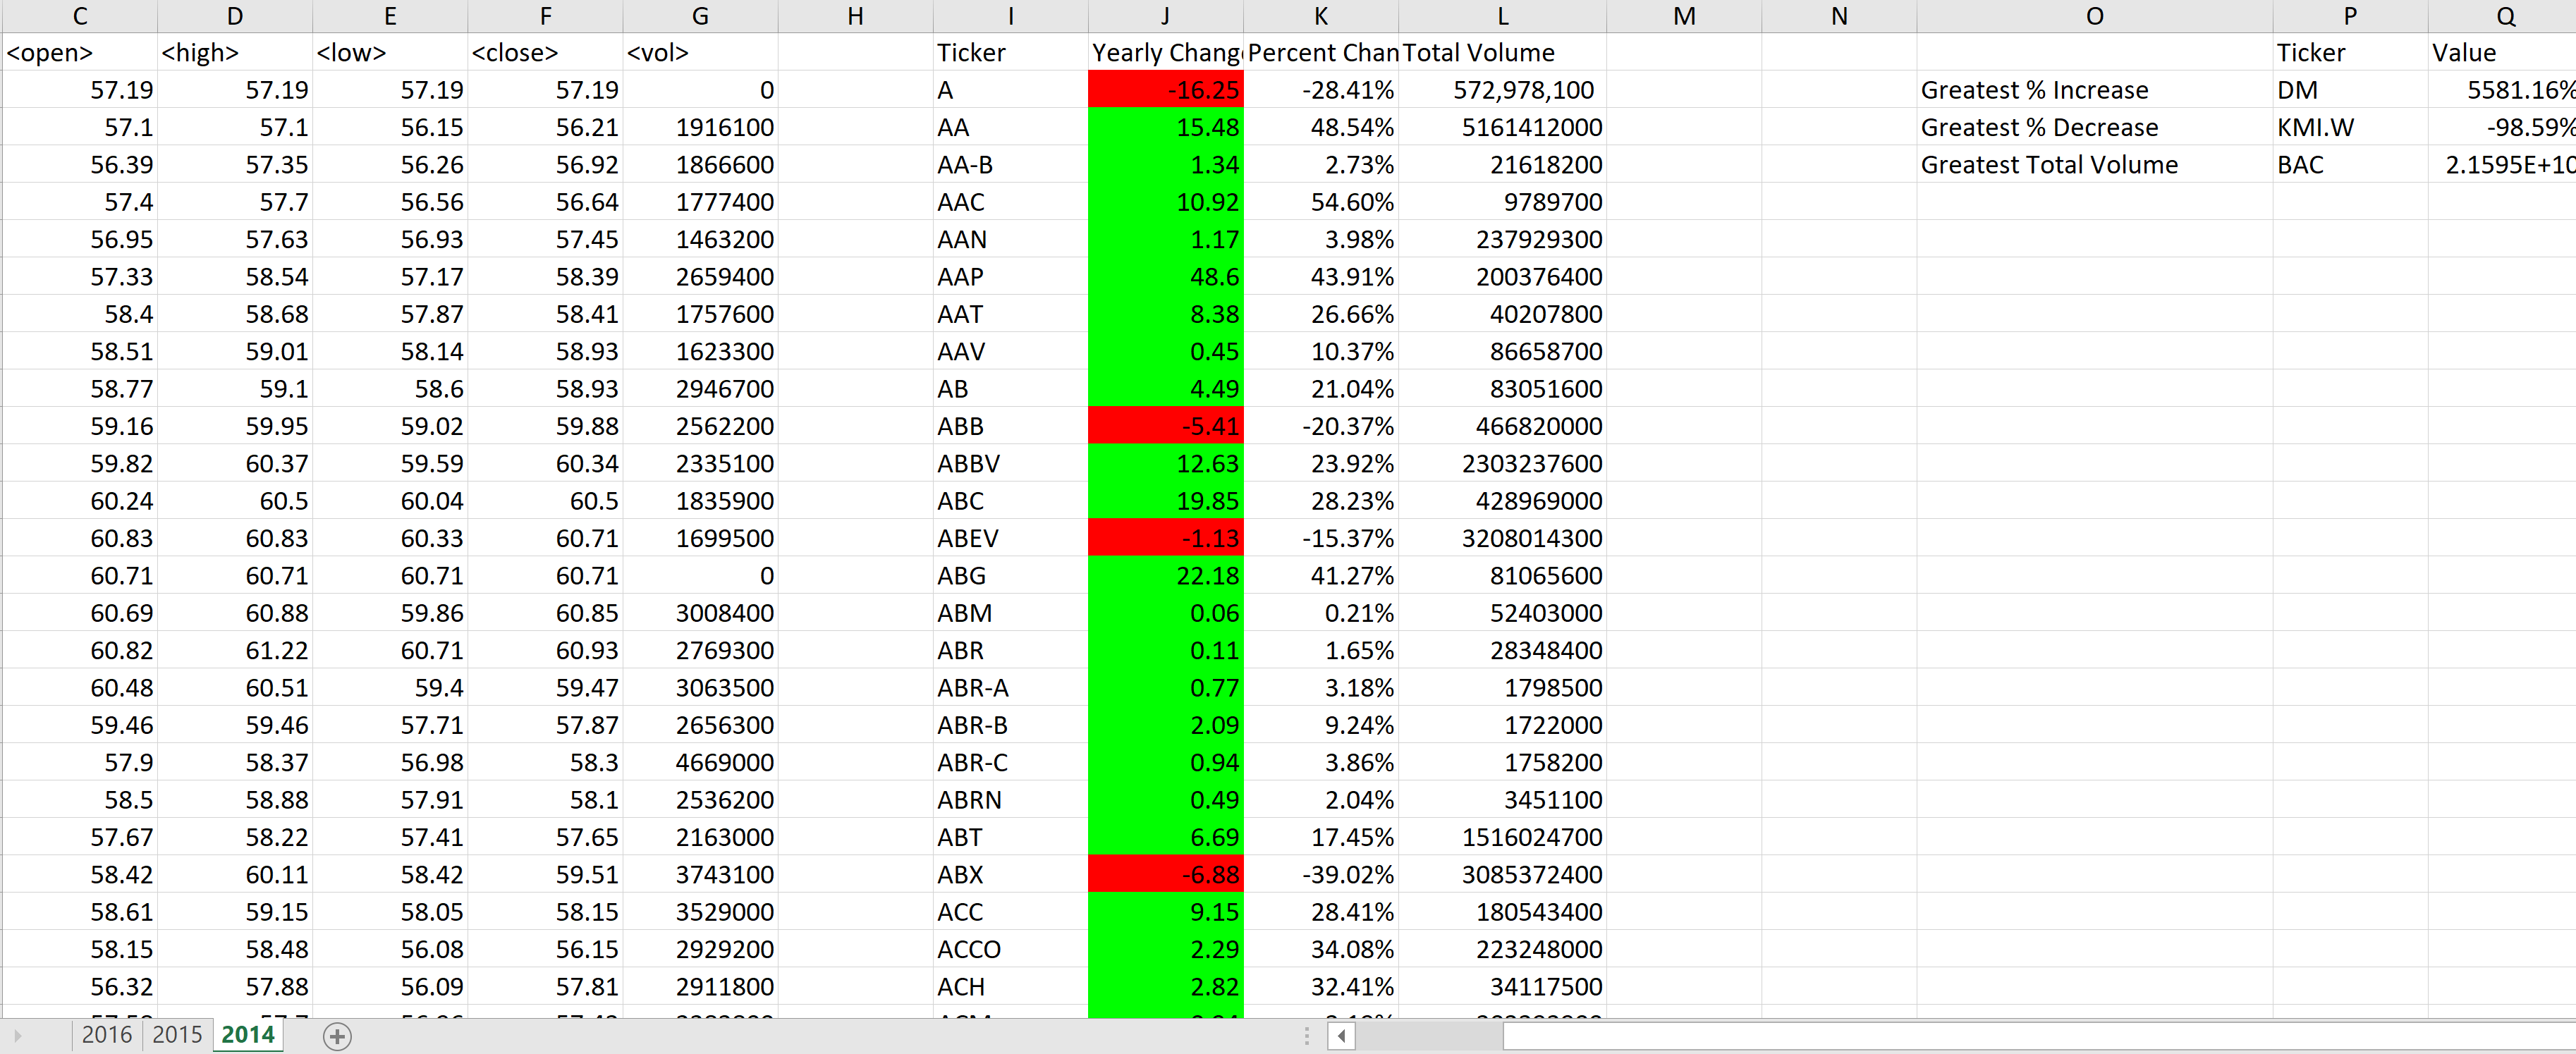 C D E F G H I J K L M N O P Q
<open> <high> <low> <close> <vol> Ticker Yearly Change Percent Chan Total Volume Ticker Value
57.19 57.19 57.19 57.19 0 A -16.25 -28.41% 572,978,100 Greatest % Increase DM 5581.16%
57.1 57.1 56.15 56.21 1916100 AA 15.48 48.54% 5161412000 Greatest % Decrease KMI.W -98.59%
56.39 57.35 56.26 56.92 1866600 AA-B 1.34 2.73% 21618200 Greatest Total Volume BAC 2.1595E+10
57.4 57.7 56.56 56.64 1777400 AAC 10.92 54.60% 9789700
56.95 57.63 56.93 57.45 1463200 AAN 1.17 3.98% 237929300
57.33 58.54 57.17 58.39 2659400 AAP 48.6 43.91% 200376400
58.4 58.68 57.87 58.41 1757600 AAT 8.38 26.66% 40207800
58.51 59.01 58.14 58.93 1623300 AAV 0.45 10.37% 86658700
58.77 59.1 58.6 58.93 2946700 AB 4.49 21.04% 83051600
59.16 59.95 59.02 59.88 2562200 ABB -5.41 -20.37% 466820000
59.82 60.37 59.59 60.34 2335100 ABBV 12.63 23.92% 2303237600
60.24 60.5 60.04 60.5 1835900 ABC 19.85 28.23% 428969000
60.83 60.83 60.33 60.71 1699500 ABEV -1.13 -15.37% 3208014300
60.71 60.71 60.71 60.71 0 ABG 22.18 41.27% 81065600
60.69 60.88 59.86 60.85 3008400 ABM 0.06 0.21% 52403000
60.82 61.22 60.71 60.93 2769300 ABR 0.11 1.65% 28348400
60.48 60.51 59.4 59.47 3063500 ABR-A 0.77 3.18% 1798500
59.46 59.46 57.71 57.87 2656300 ABR-B 2.09 9.24% 1722000
57.9 58.37 56.98 58.3 4669000 ABR-C 0.94 3.86% 1758200
58.5 58.88 57.91 58.1 2536200 ABRN 0.49 2.04% 3451100
57.67 58.22 57.41 57.65 2163000 ABT 6.69 17.45% 1516024700
58.42 60.11 58.42 59.51 3743100 ABX -6.88 -39.02% 3085372400
58.61 59.15 58.05 58.15 3529000 ACC 9.15 28.41% 180543400
58.15 58.48 56.08 56.15 2929200 ACCO 2.29 34.08% 223248000
56.32 57.88 56.09 57.81 2911800 ACH 2.82 32.41% 34117500
2016 2015 2014